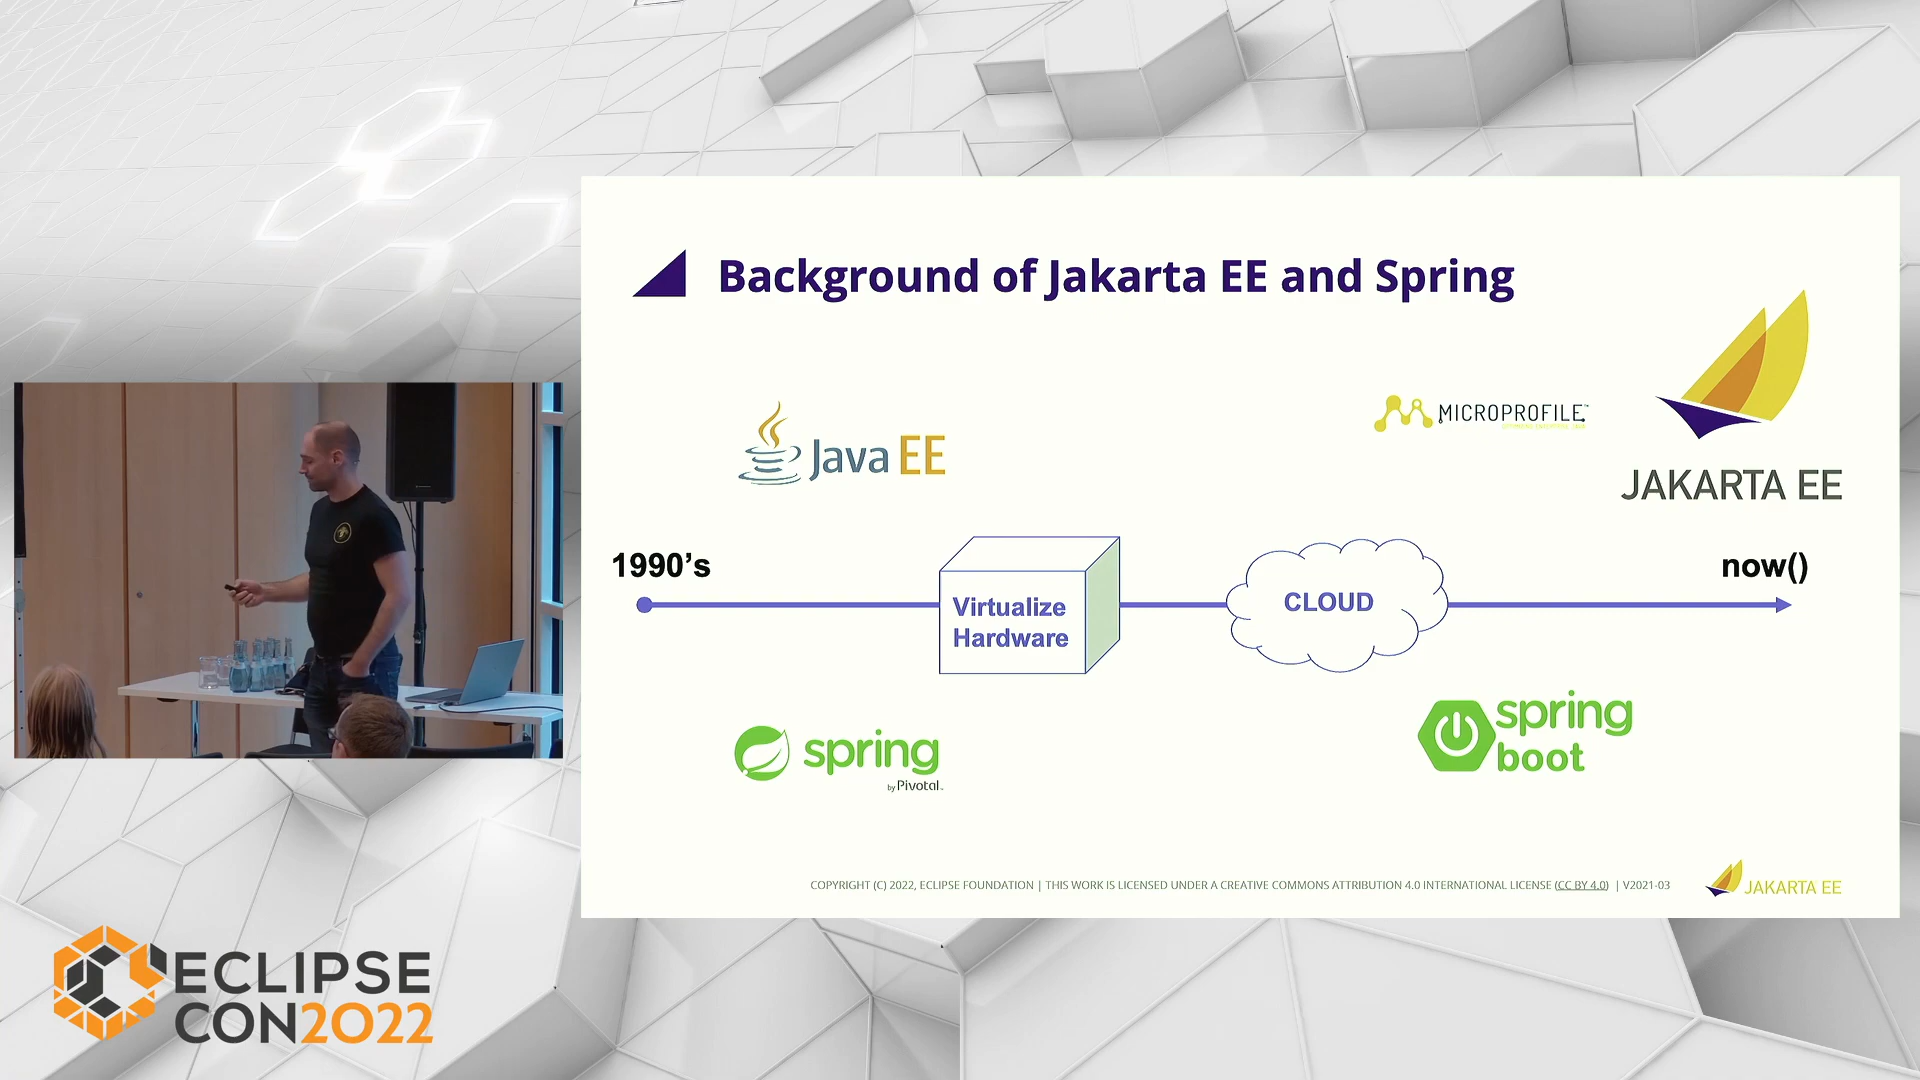 Background of Jakarta EE and Spring
MICROPROFILE™
Java EE
JAKARTA EE
1990's
now()
Virtualize
Hardware
CLOUD
spring
by Pivotal
spring
boot
COPYRIGHT (C) 2022, ECLIPSE FOUNDATION | THIS WORK IS LICENSED UNDER A CREATIVE COMMONS ATTRIBUTION 4.0 INTERNATIONAL LICENSE (CC BY 4.0) | V2021-03
JAKARTA EE
ECLIPSE
CON2022